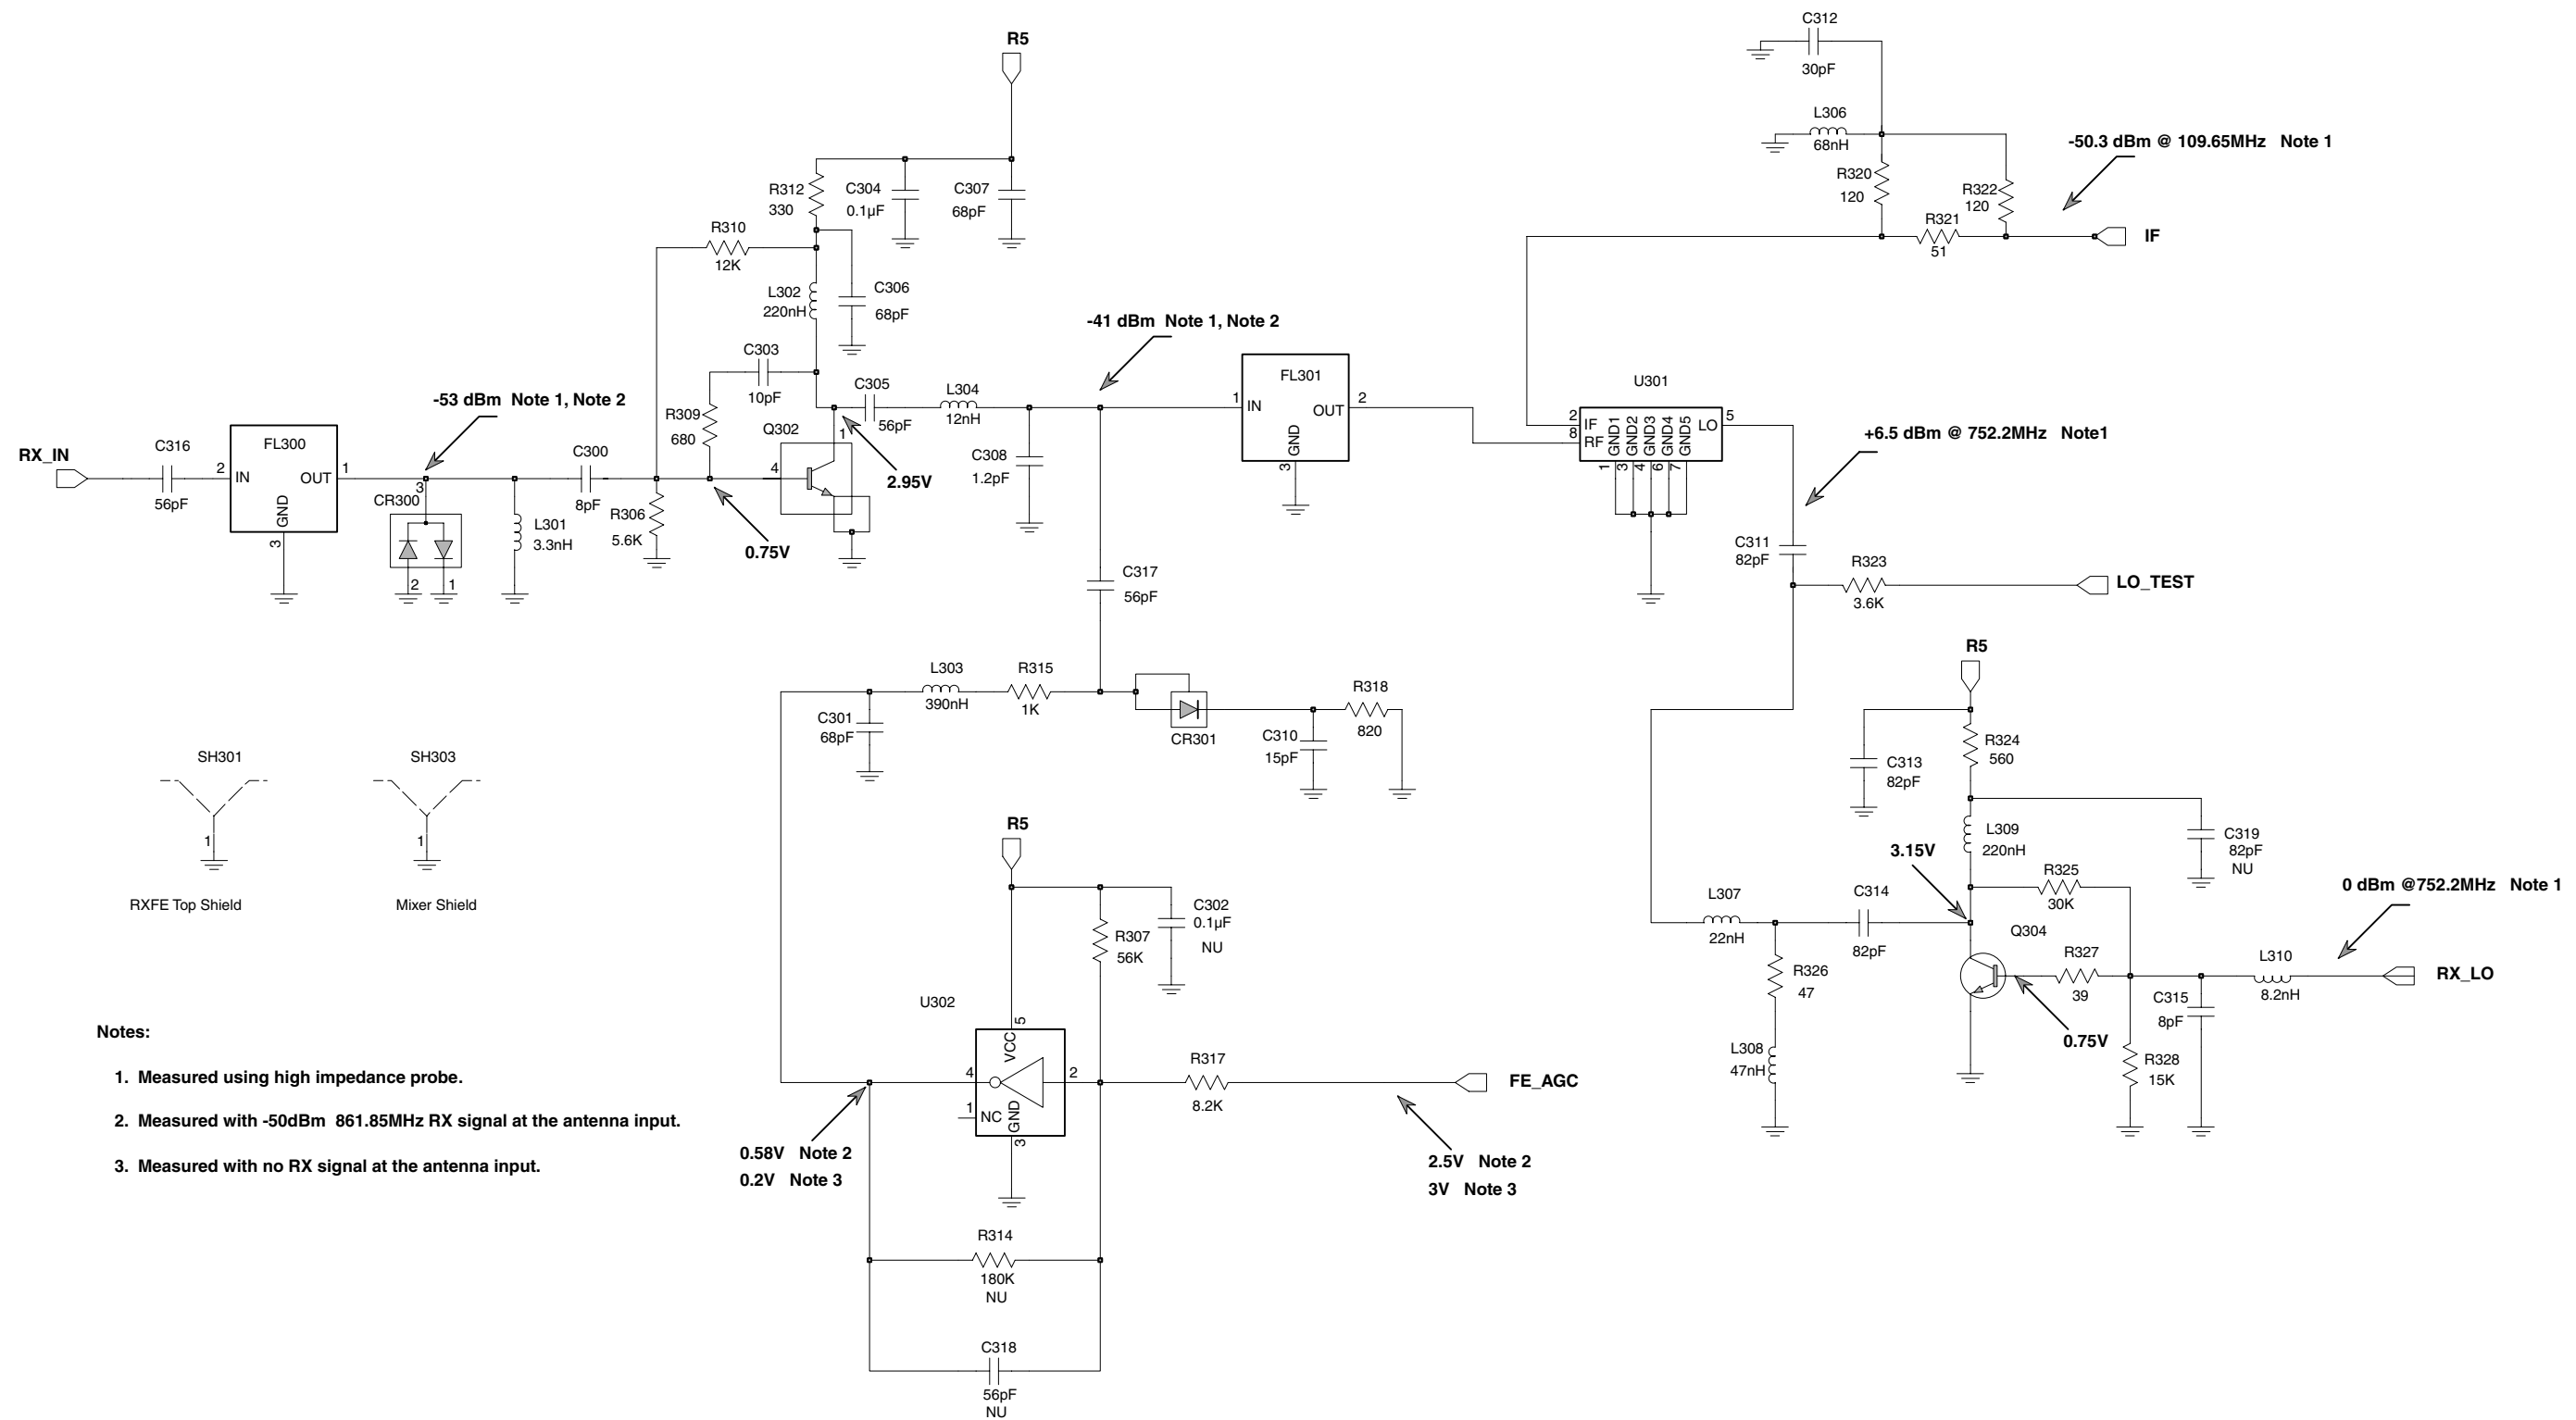 C312
30pF
R5
L306
68nH
-50.3 dBm @ 109.65MHz Note 1
R320
120
R322
120
R321
51
IF
R312
330
C304
0.1µF
C307
68pF
R310
12K
L302
220nH
C306
68pF
-41 dBm Note 1, Note 2
C303
10pF
C305
56pF
L304
12nH
FL301
1
IN
OUT
2
GND
3
U301
2
IF
8
RF
GND1
GND2
GND3
GND4
GND5
LO
5
1
3
4
6
7
-53 dBm Note 1, Note 2
R309
680
Q302
1
4
2.95V
C308
1.2pF
+6.5 dBm @ 752.2MHz Note1
RX_IN
C316
56pF
FL300
2
IN
OUT
1
GND
3
3
CR300
2
1
L301
3.3nH
C300
8pF
R306
5.6K
0.75V
C317
56pF
C311
82pF
R323
3.6K
LO_TEST
R5
L303
390nH
R315
1K
C301
68pF
CR301
R318
820
C310
15pF
C313
82pF
R324
560
SH301
1
RXFE Top Shield
SH303
1
Mixer Shield
R5
L309
220nH
C319
82pF
NU
3.15V
R325
30K
0 dBm @752.2MHz Note 1
L307
22nH
C314
82pF
Q304
C302
0.1µF
NU
R307
56K
R326
47
R327
39
L310
8.2nH
RX_LO
C315
8pF
0.75V
L308
47nH
R328
15K
U302
5
VCC
4
2
1
NC
GND
3
R317
8.2K
FE_AGC
0.58V Note 2
0.2V Note 3
2.5V Note 2
3V Note 3
R314
180K
NU
C318
56pF
NU
Notes:
1. Measured using high impedance probe.
2. Measured with -50dBm 861.85MHz RX signal at the antenna input.
3. Measured with no RX signal at the antenna input.